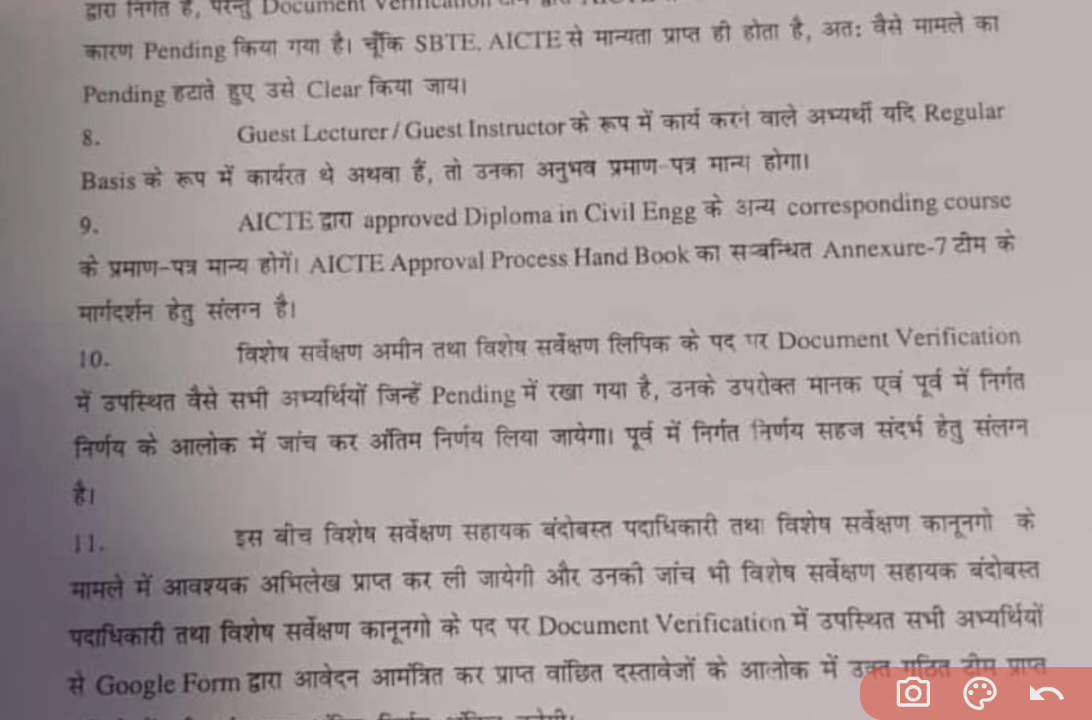 द्वारा निर्गत है, परन्तु Document Verification
कारण Pending किया गया है। चूँकि SBTE. AICTE से मान्यता प्राप्त ही होता है, अतः वैसे मामले का
Pending हटाते हुए उसे Clear किया जाय।
8. Guest Lecturer / Guest Instructor के रूप में कार्य करने वाले अभ्यर्थी यदि Regular
Basis के रूप में कार्यरत थे अथवा हैं, तो उनका अनुभव प्रमाण-पत्र मान्य होगा।
9. AICTE द्वारा approved Diploma in Civil Engg के अन्य corresponding course
के प्रमाण-पत्र मान्य होगें। AICTE Approval Process Hand Book का सम्बन्धित Annexure-7 टीम के
मार्गदर्शन हेतु संलग्न है।
10. विशेष सर्वेक्षण अमीन तथा विशेष सर्वेक्षण लिपिक के पद पर Document Verification
में उपस्थित वैसे सभी अभ्यर्थियों जिन्हें Pending में रखा गया है, उनके उपरोक्त मानक एवं पूर्व में निर्गत
निर्णय के आलोक में जांच कर अंतिम निर्णय लिया जायेगा। पूर्व में निर्गत निर्णय सहज संदर्भ हेतु संलग्न
है।
11. इस बीच विशेष सर्वेक्षण सहायक बंदोबस्त पदाधिकारी तथा विशेष सर्वेक्षण कानूनगो के
मामले में आवश्यक अभिलेख प्राप्त कर ली जायेगी और उनकी जांच भी विशेष सर्वेक्षण सहायक बंदोबस्त
पदाधिकारी तथा विशेष सर्वेक्षण कानूनगो के पद पर Document Verification में उपस्थित सभी अभ्यर्थियों
से Google Form द्वारा आवेदन आमंत्रित कर प्राप्त वांछित दस्तावेजों के आलोक में उक्त गठित टीम प्राप्त